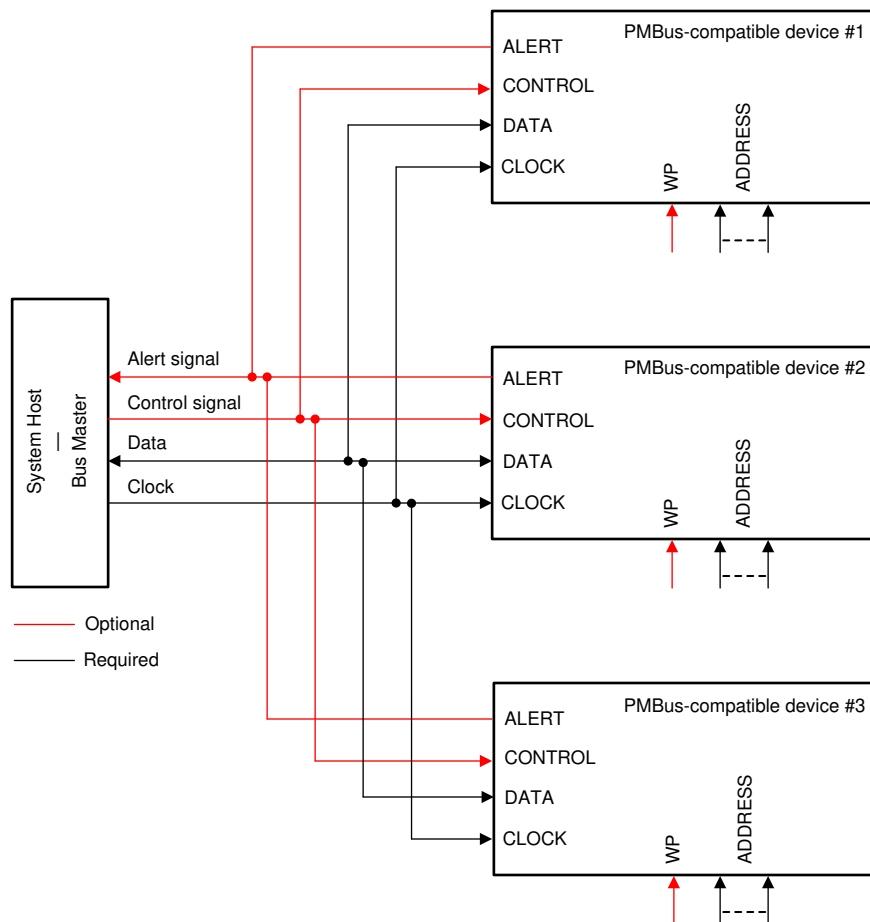 PMBus-compatible device #1
ALERT
CONTROL
DATA
CLOCK
WP
ADDRESS
System Host
—
Bus Master
Alert signal
Control signal
Data
Clock
PMBus-compatible device #2
ALERT
CONTROL
DATA
CLOCK
WP
ADDRESS
Optional
Required
PMBus-compatible device #3
ALERT
CONTROL
DATA
CLOCK
WP
ADDRESS